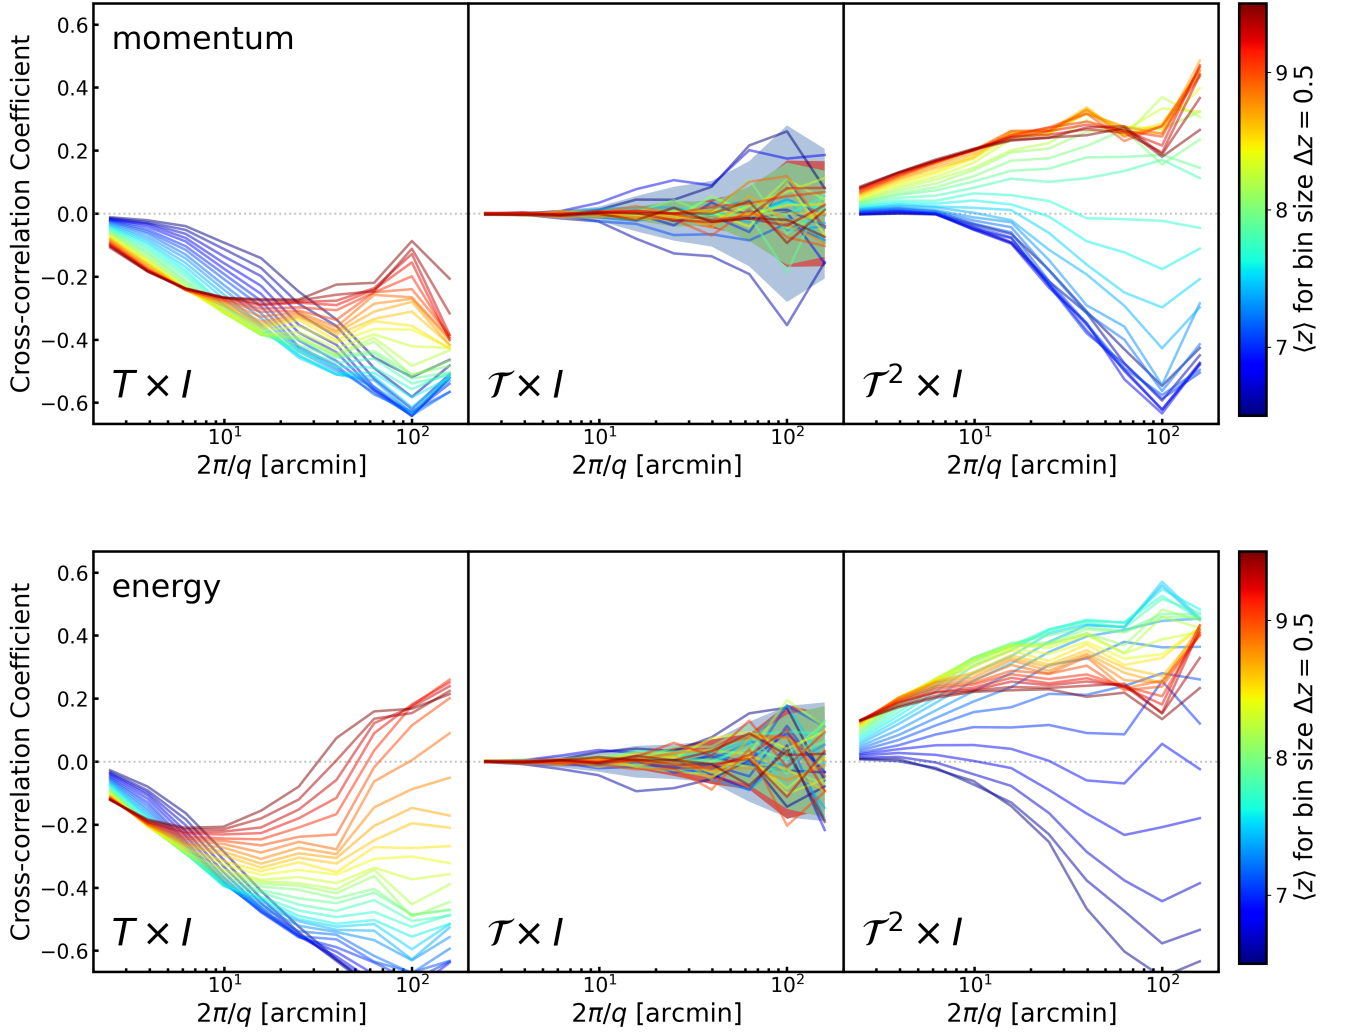 momentum
Cross-correlation Coefficient
0.6
0.4
0.2
0.0
−0.2
−0.4
−0.6
T × I
𝒯 × I
𝒯² × I
10¹ 10² 10¹ 10² 10¹ 10²
2π/q [arcmin] 2π/q [arcmin] 2π/q [arcmin]
9
8
7
⟨z⟩ for bin size Δz = 0.5
energy
Cross-correlation Coefficient
0.6
0.4
0.2
0.0
−0.2
−0.4
−0.6
T × I
𝒯 × I
𝒯² × I
10¹ 10² 10¹ 10² 10¹ 10²
2π/q [arcmin] 2π/q [arcmin] 2π/q [arcmin]
9
8
7
⟨z⟩ for bin size Δz = 0.5